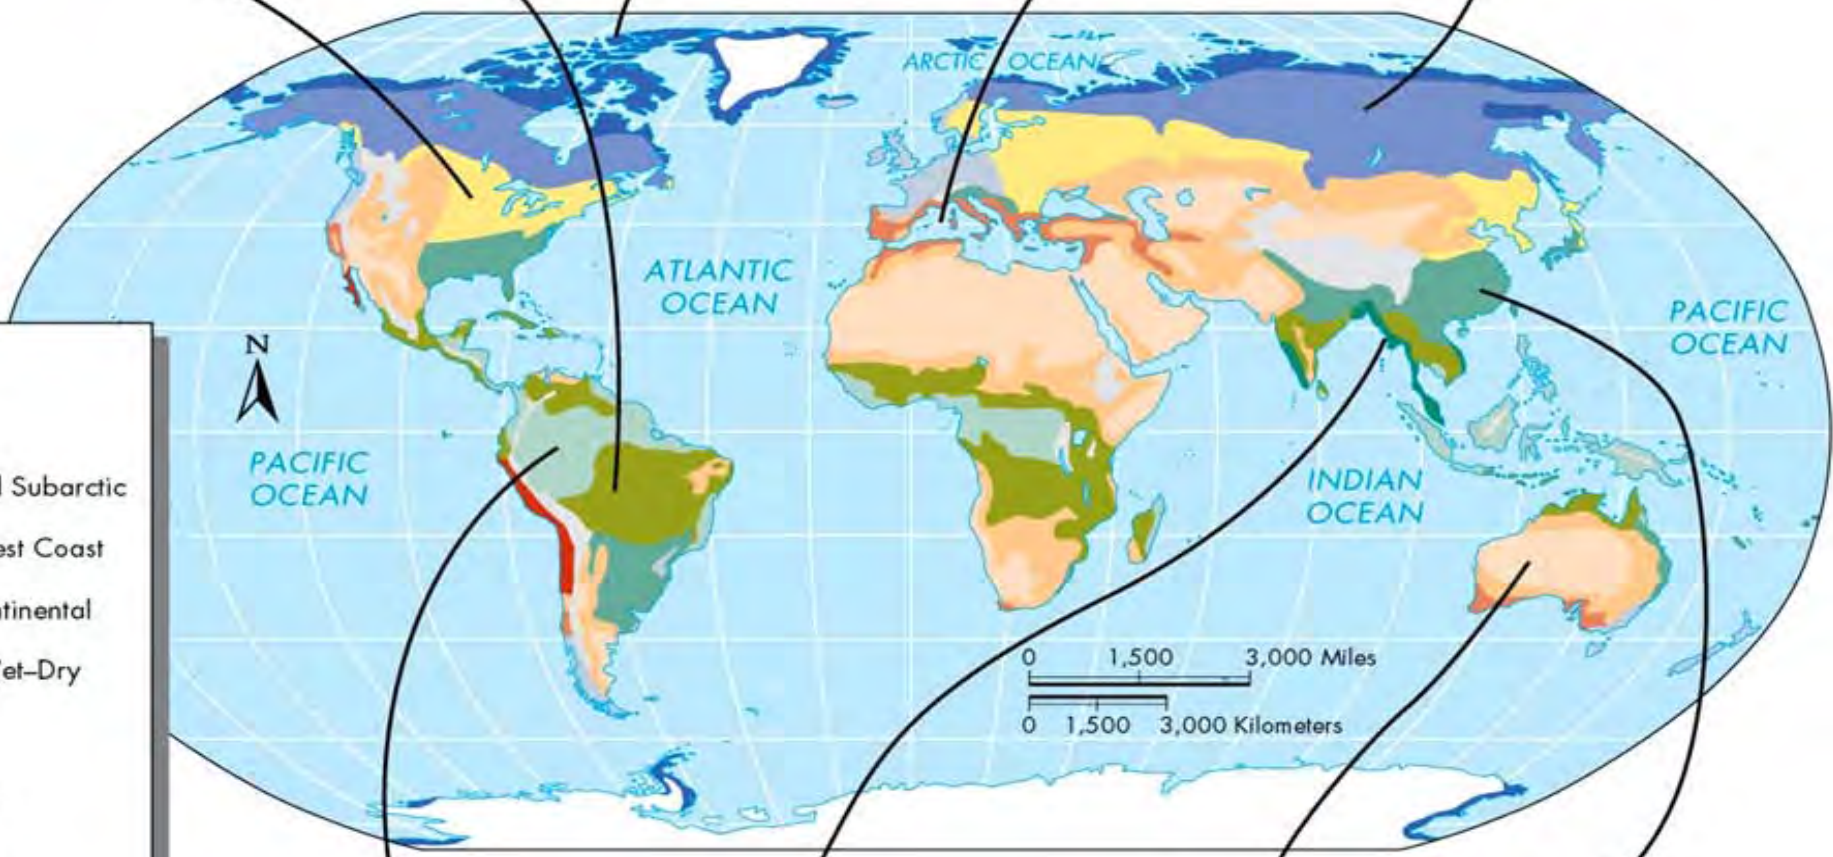 ARCTIC OCEAN
ATLANTIC
OCEAN
PACIFIC
OCEAN
N
PACIFIC
OCEAN
INDIAN
OCEAN
Subarctic
est Coast
tinental
et–Dry
0 1,500 3,000 Miles
0 1,500 3,000 Kilometers